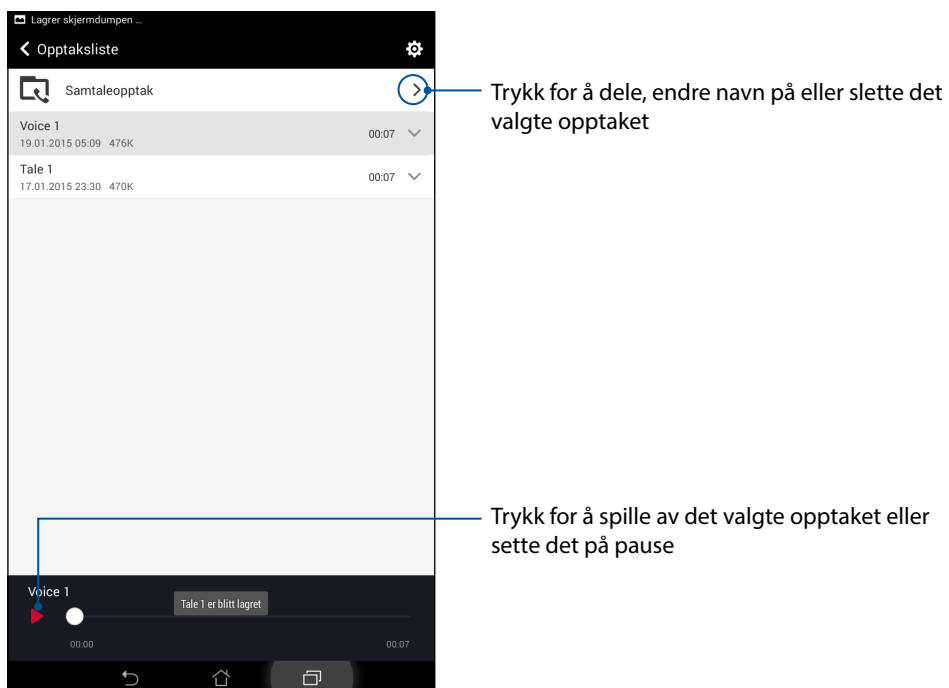 Lagrer skjermdumpen ...
Opptaksliste
Samtaleopptak
Voice 1
00:07
19.01.2015 05:09 476K
Tale 1
00:07
17.01.2015 23:30 470K
Trykk for å dele, endre navn på eller slette det
valgte opptaket
Trykk for å spille av det valgte opptaket eller
sette det på pause
Voice 1
Tale 1 er blitt lagret
00:00
00:07